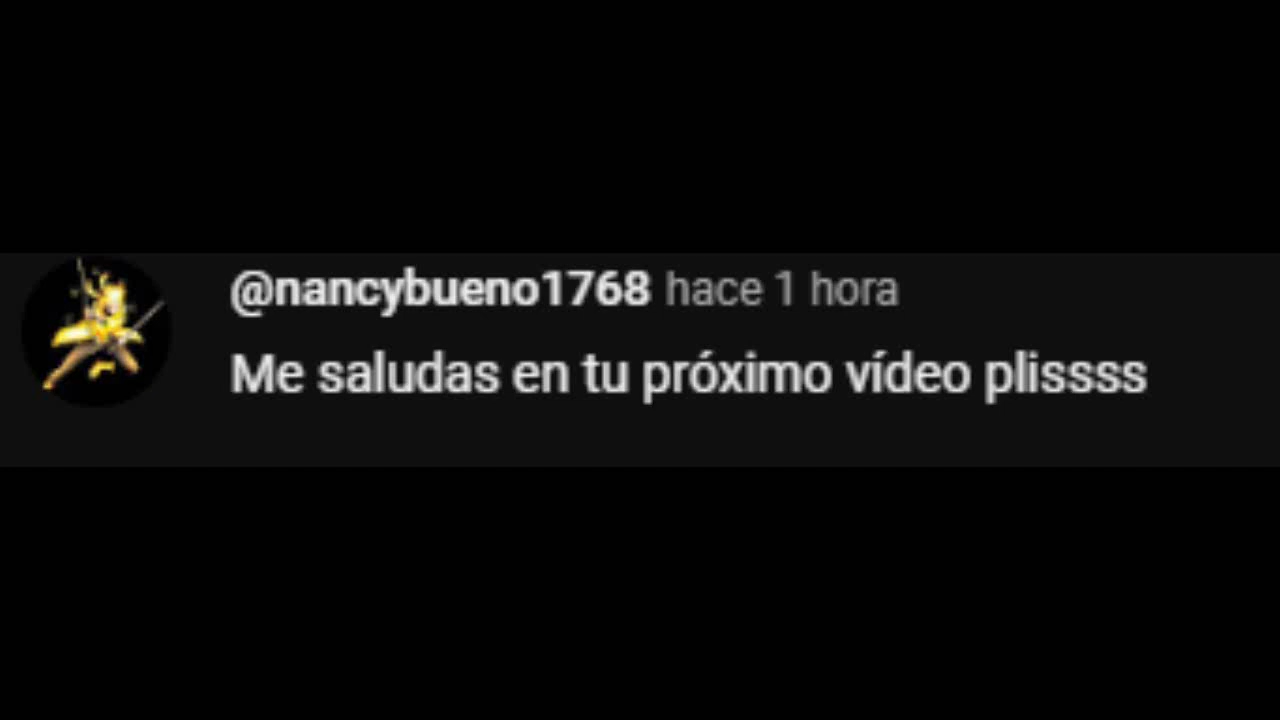 @nancybueno1768 hace 1 hora
Me saludas en tu próximo vídeo plissss